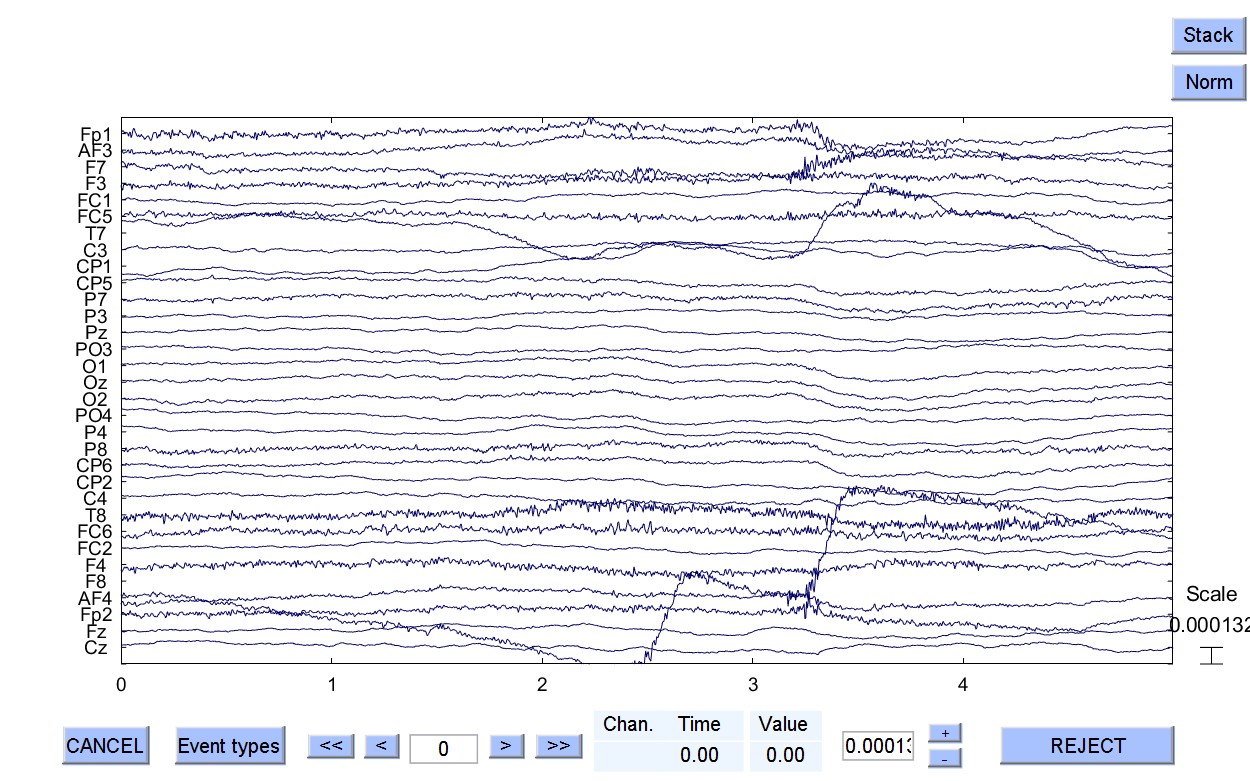 Stack
Norm
Fp1
AF3
F7
F3
FC1
FC5
T7
C3
CP1
CP5
P7
P3
Pz
PO3
O1
Oz
O2
PO4
P4
P8
CP6
CP2
C4
T8
FC6
FC2
F4
F8
AF4
Fp2
Fz
Cz
Scale
0.000132
0 1 2 3 4
Chan. Time Value
CANCEL Event types << < 0 > >> 0.00 0.00 0.00013 + - REJECT